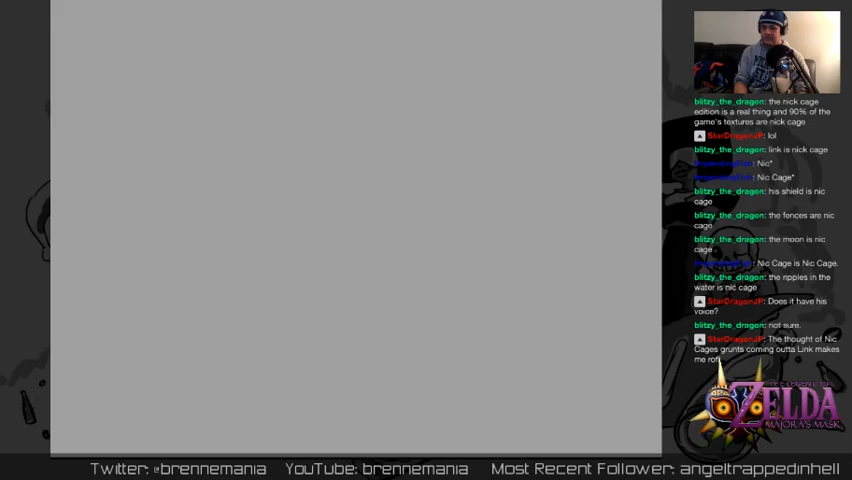 blitzy_the_dragon: the nick cage
edition is a real thing and 90% of the
game's textures are nick cage
StarDragonJP: lol
blitzy_the_dragon: link is nick cage
: Nic*
: Nic Cage*
blitzy_the_dragon: his shield is nic
cage
blitzy_the_dragon: the fences are nic
cage
blitzy_the_dragon: the moon is nic
cage
: Nic Cage is Nic Cage.
blitzy_the_dragon: the ripples in the
water is nic cage
StarDragonJP: Does it have his
voice?
blitzy_the_dragon: not sure.
StarDragonJP: The thought of Nic
Cages grunts coming outta Link makes
me rofl
THE LEGEND OF
ZELDA
MAJORA'S MASK
Twitter: @brennemania YouTube: brennemania Most Recent Follower: angeltrappedinhell